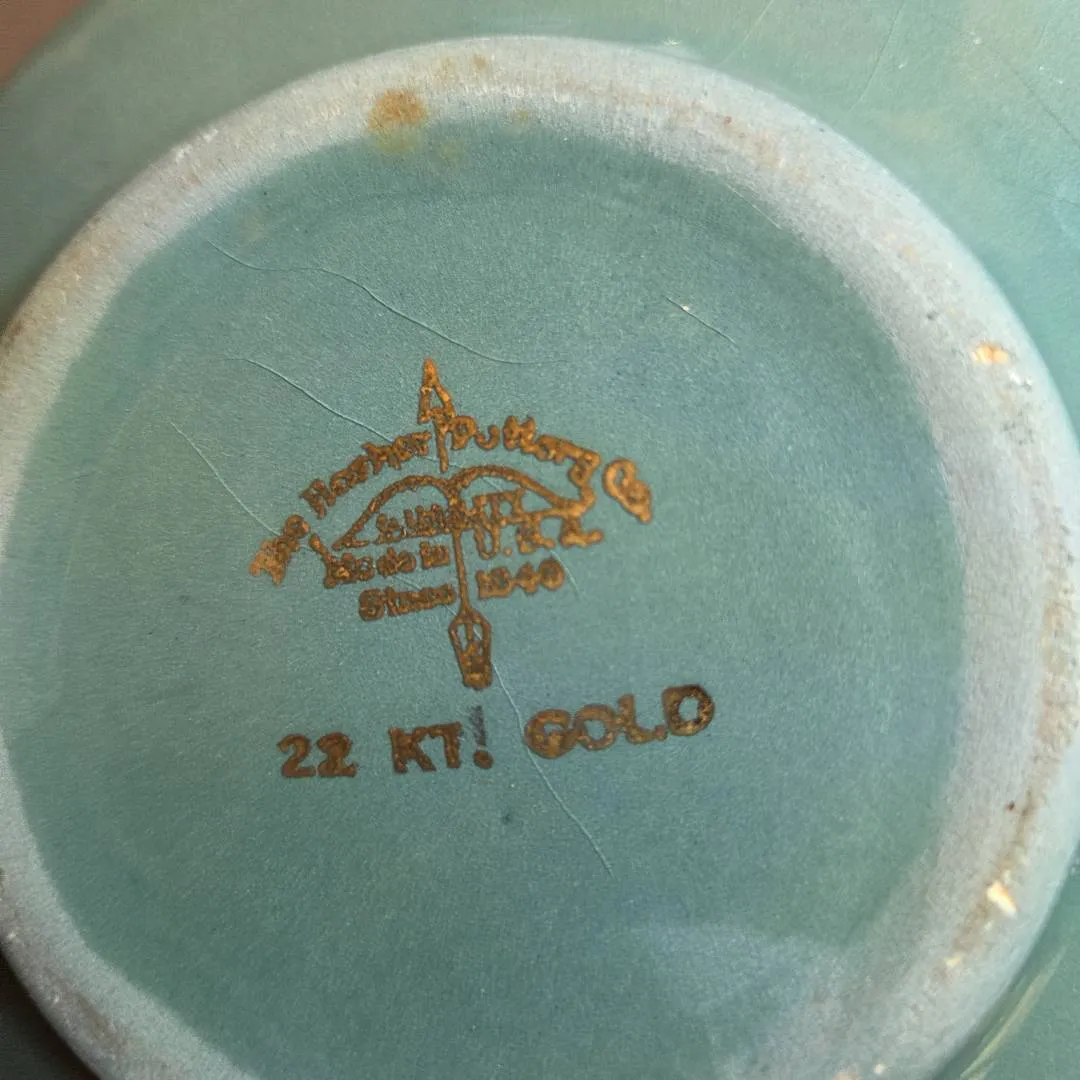 The Harker Pottery Co
Made in U.S.A.
Since 1840
22 KT! GOLD